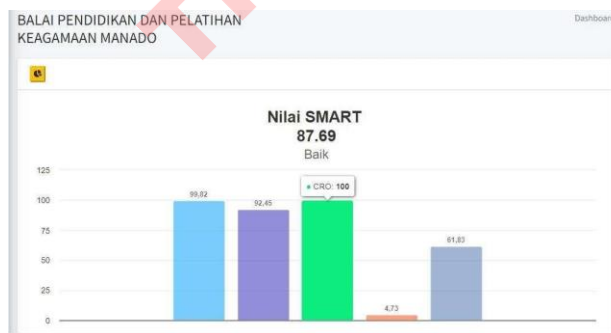 BALAI PENDIDIKAN DAN PELATIHAN
KEAGAMAAN MANADO
Dashboar
Nilai SMART
87.69
Baik
125
100
75
50
25
0
99,82
92,45
CRO: 100
4,73
61,83